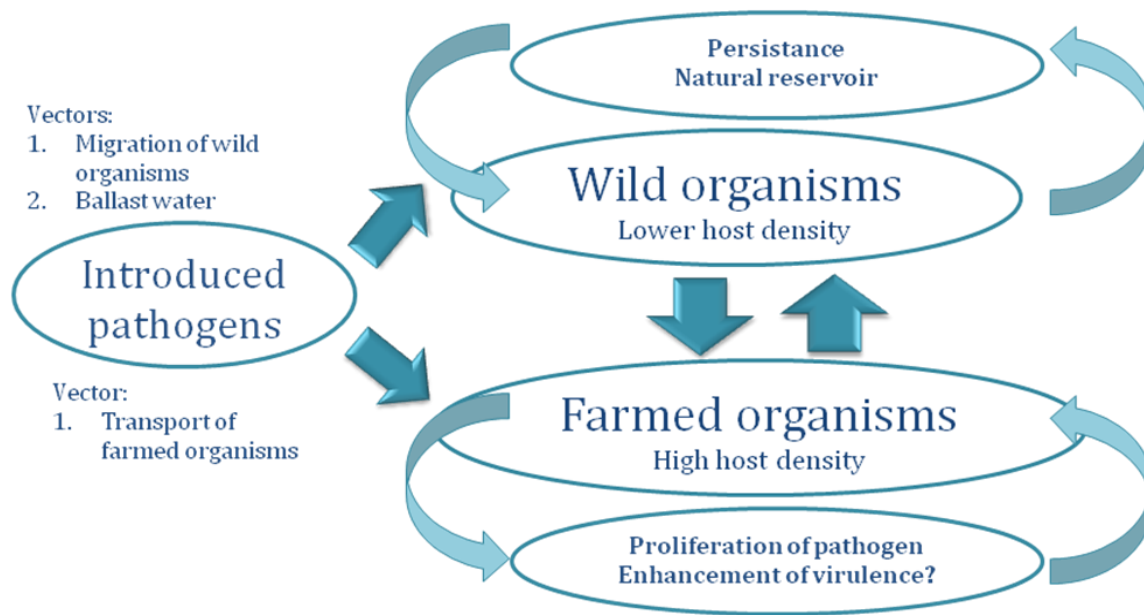 Persistance
Natural reservoir
Vectors:
1. Migration of wild
organisms
2. Ballast water
Wild organisms
Lower host density
Introduced
pathogens
Vector:
1. Transport of
farmed organisms
Farmed organisms
High host density
Proliferation of pathogen
Enhancement of virulence?